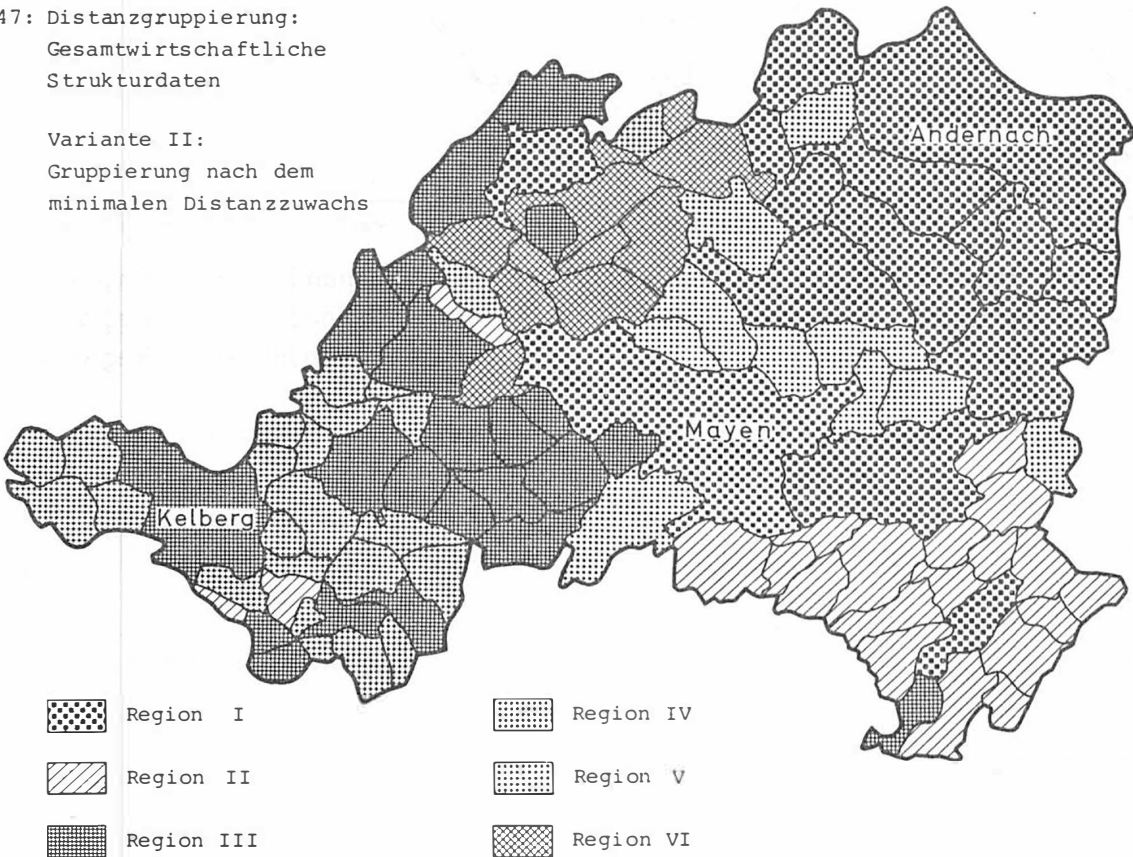 47: Distanzgruppierung:
Gesamtwirtschaftliche
Strukturdaten
Variante II:
Gruppierung nach dem
minimalen Distanzzuwachs
Andernach
Mayen
Kelberg
Region I
Region II
Region III
Region IV
Region V
Region VI